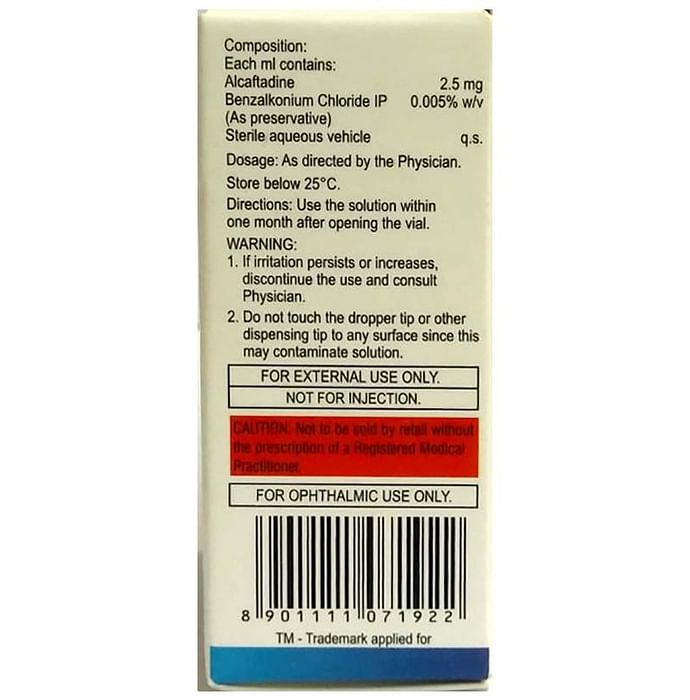 Composition:
Each ml contains:
Alcaftadine 2.5 mg
Benzalkonium Chloride IP 0.005% w/v
(As preservative)
Sterile aqueous vehicle q.s.
Dosage: As directed by the Physician.
Store below 25°C.
Directions: Use the solution within
one month after opening the vial.
WARNING:
1. If irritation persists or increases,
discontinue the use and consult
Physician.
2. Do not touch the dropper tip or other
dispensing tip to any surface since this
may contaminate solution.
FOR EXTERNAL USE ONLY.
NOT FOR INJECTION.
CAUTION: Not to be sold by retail without
the prescription of a Registered Medical
Practitioner.
FOR OPHTHALMIC USE ONLY.
8 901111 071922
TM - Trademark applied for